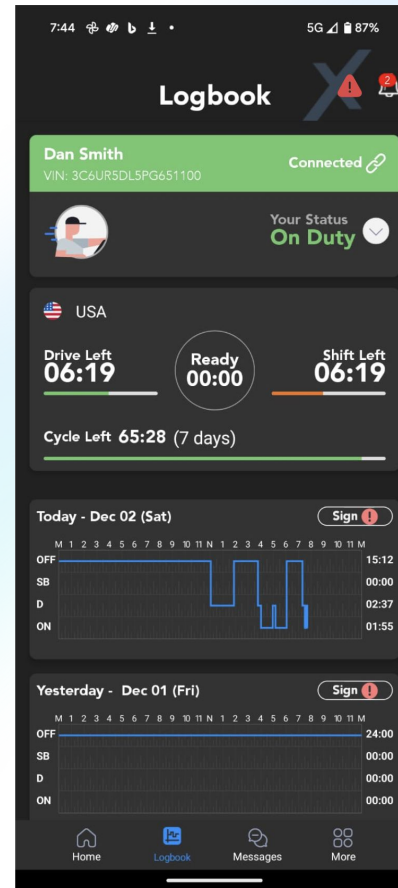 7:44 5G 87%
Logbook
2
Dan Smith
VIN: 3C6UR5DL5PG651100
Connected
Your Status
On Duty
USA
Drive Left
06:19
Ready
00:00
Shift Left
06:19
Cycle Left 65:28 (7 days)
Today - Dec 02 (Sat)
Sign
M 1 2 3 4 5 6 7 8 9 10 11 N 1 2 3 4 5 6 7 8 9 10 11 M
OFF 15:12
SB 00:00
D 02:37
ON 01:55
Yesterday - Dec 01 (Fri)
Sign
M 1 2 3 4 5 6 7 8 9 10 11 N 1 2 3 4 5 6 7 8 9 10 11 M
OFF 24:00
SB 00:00
D 00:00
ON 00:00
Home Logbook Messages More